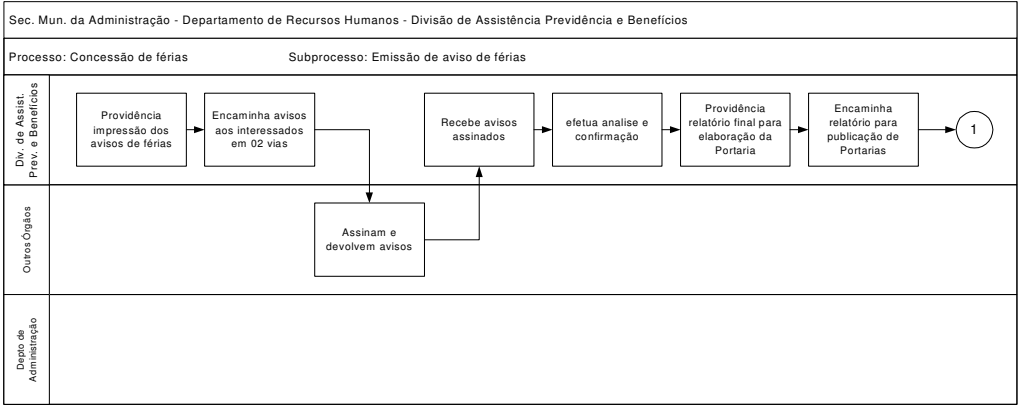 Sec. Mun. da Administração - Departamento de Recursos Humanos - Divisão de Assistência Previdência e Benefícios
Processo: Concessão de férias
Subprocesso: Emissão de aviso de férias
Div. de Assist.
Prev. e Benefícios
Providência
impressão dos
avisos de férias
Encaminha avisos
aos interessados
em 02 vias
Recebe avisos
assinados
efetua analise e
confirmação
Providência
relatório final para
elaboração da
Portaria
Encaminha
relatório para
publicação de
Portarias
1
Outros Órgãos
Assinam e
devolvem avisos
Depto de
Administração